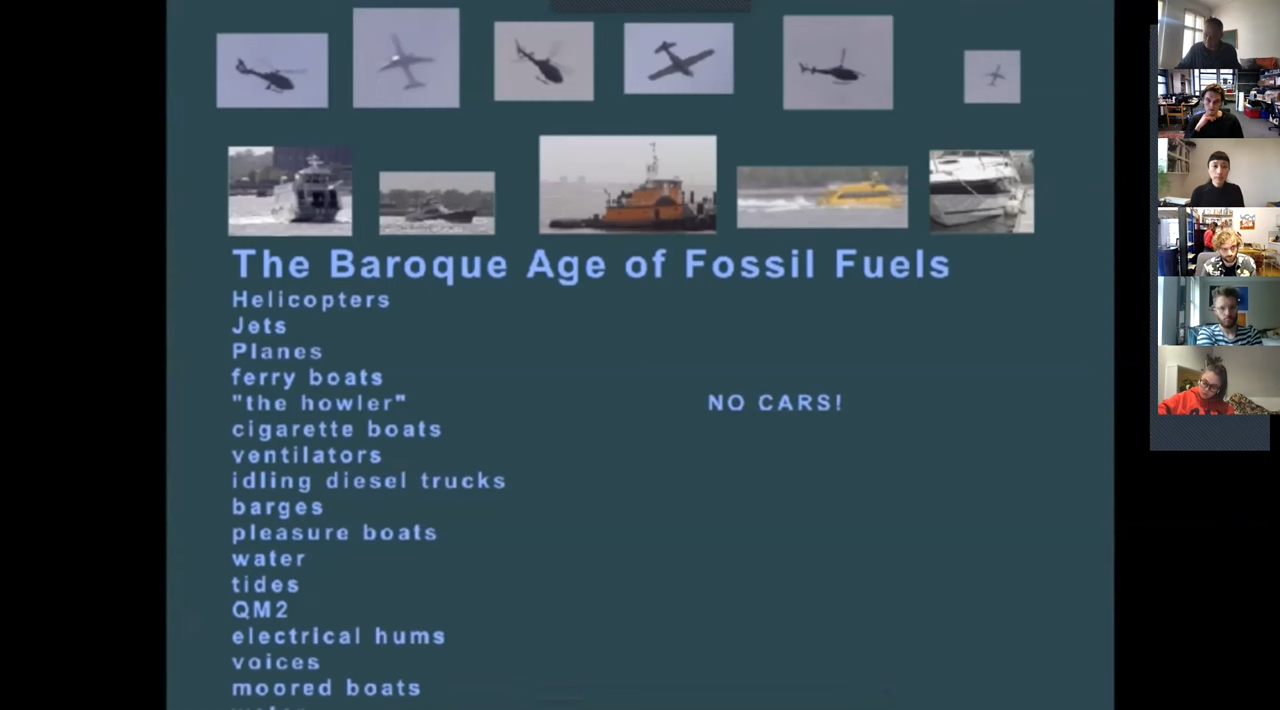 The Baroque Age of Fossil Fuels
Helicopters
Jets
Planes
ferry boats
"the howler"
NO CARS!
cigarette boats
ventilators
idling diesel trucks
barges
pleasure boats
water
tides
QM2
electrical hums
voices
moored boats